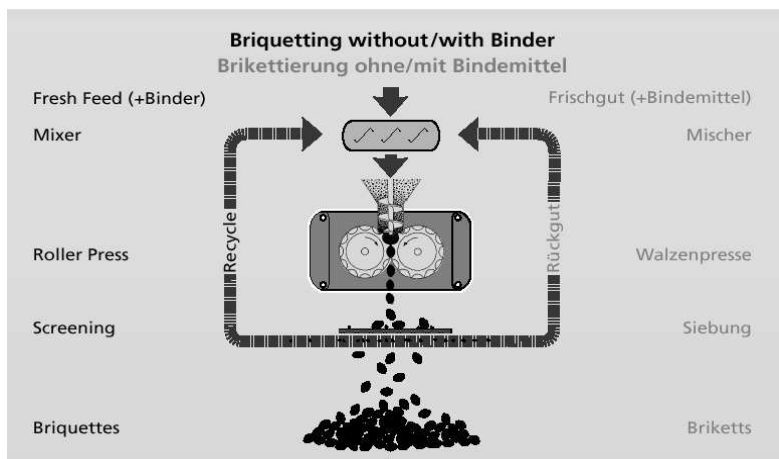 Briquetting without/with Binder
Brikettierung ohne/mit Bindemittel
Fresh Feed (+Binder)
Frischgut (+Bindemittel)
Mixer
Mischer
Recycle
Rückgut
Roller Press
Walzenpresse
Screening
Siebung
Briquettes
Briketts